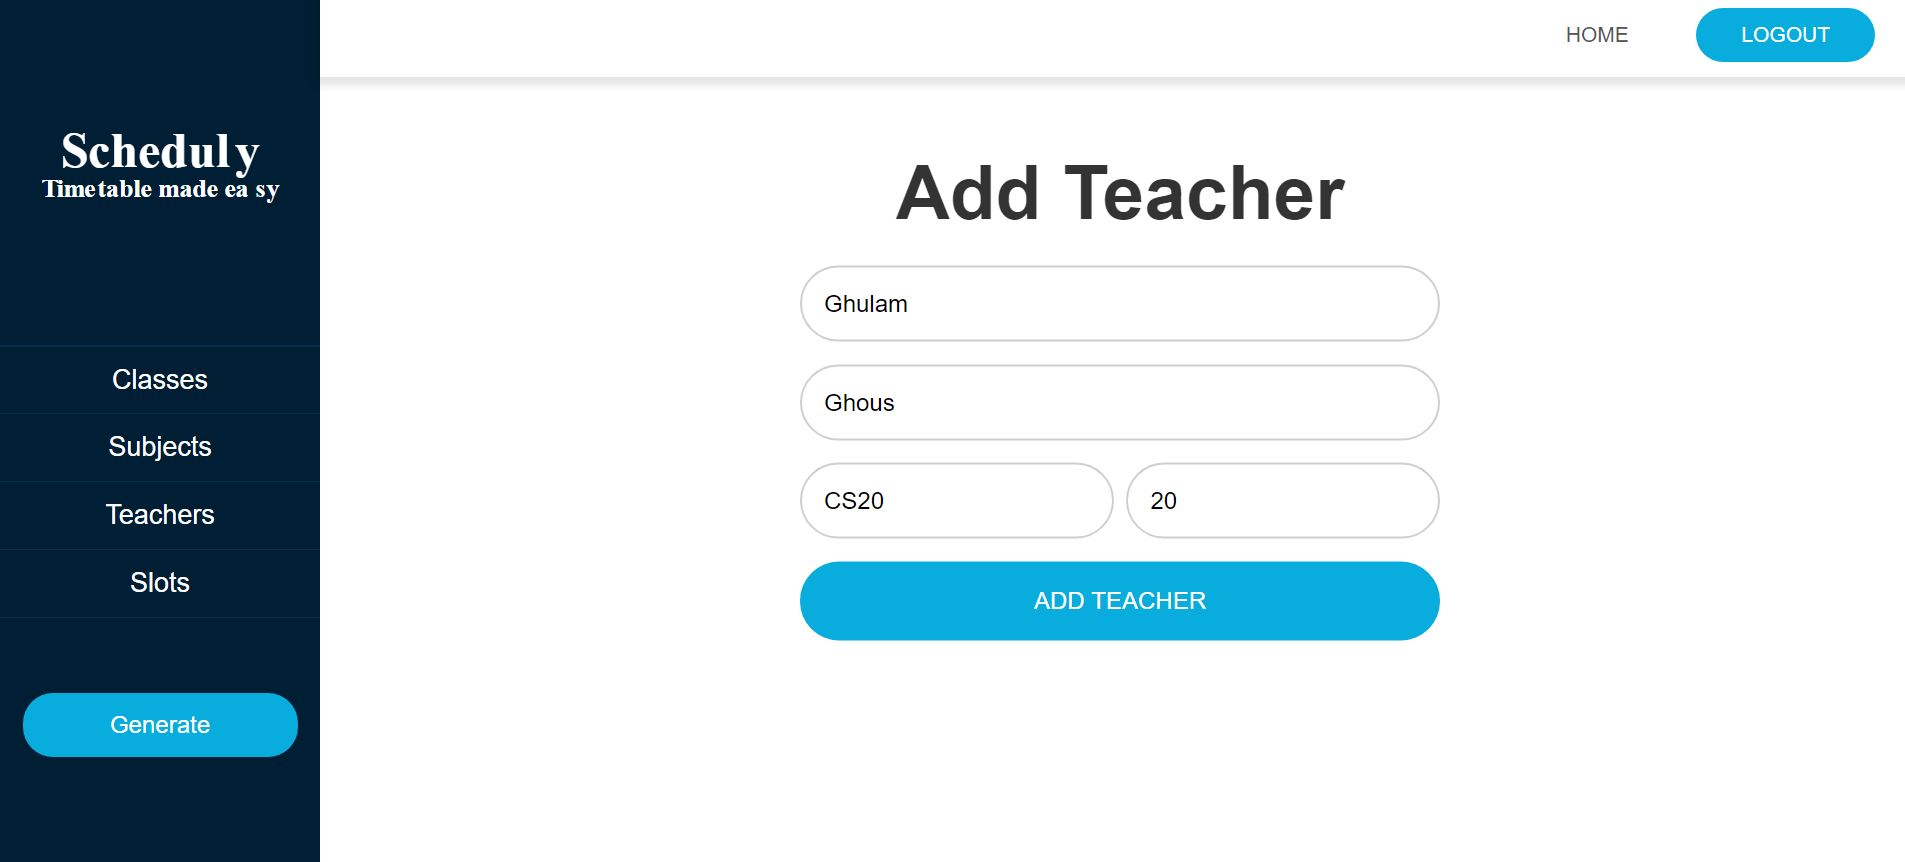 HOME
LOGOUT
Scheduly
Timetable made ea sy
Classes
Subjects
Teachers
Slots
Generate
Add Teacher
Ghulam
Ghous
CS20
20
ADD TEACHER